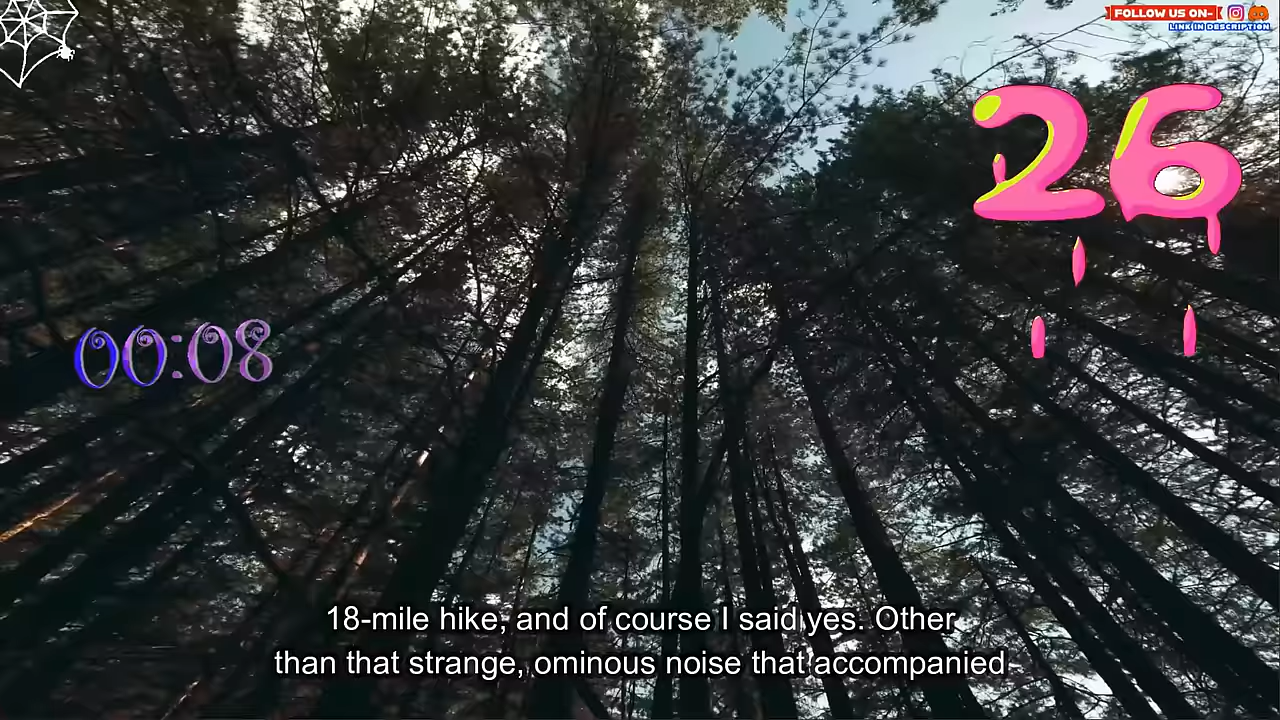 FOLLOW US ON-
LINK IN DESCRIPTION
26
00:08
18-mile hike, and of course I said yes. Other
than that strange, ominous noise that accompanied